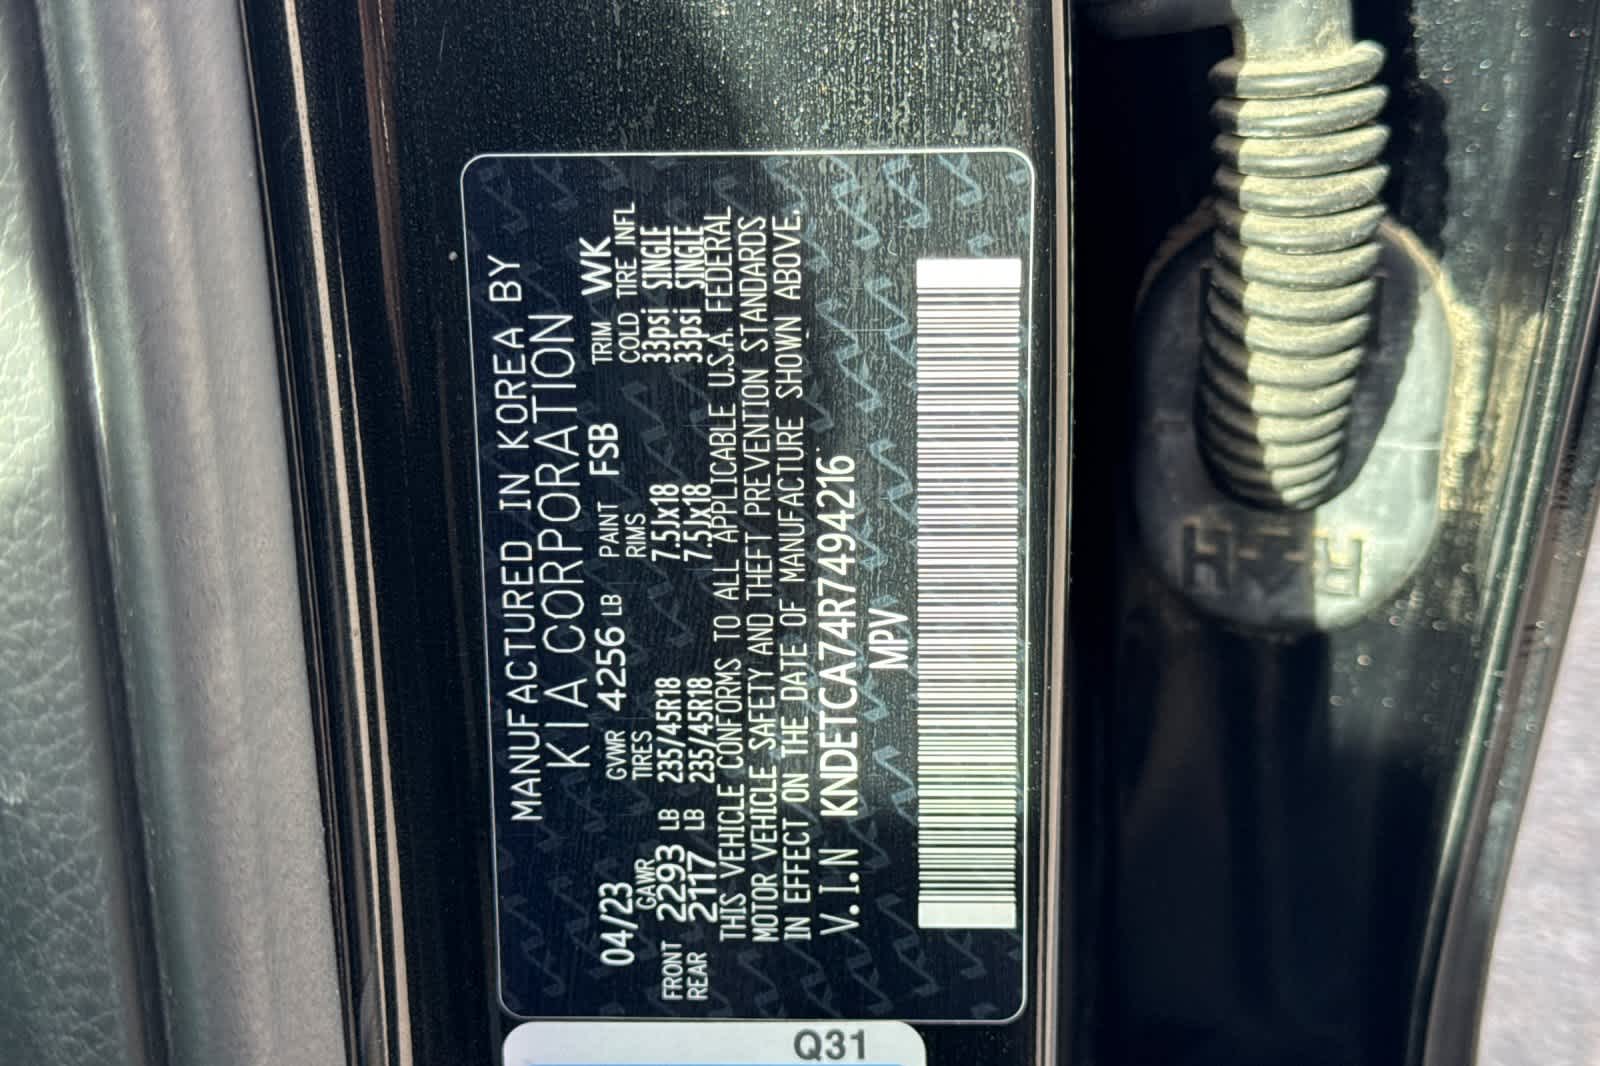 MANUFACTURED IN KOREA BY
KIA CORPORATION
04/23 GVWR 4256 LB PAINT FSB TRIM WK
GAWR TIRES RIMS COLD TIRE INFL
FRONT 2293 LB 235/45R18 7.5Jx18 33psi SINGLE
REAR 2117 LB 235/45R18 7.5Jx18 33psi SINGLE
THIS VEHICLE CONFORMS TO ALL APPLICABLE U.S.A. FEDERAL
MOTOR VEHICLE SAFETY AND THEFT PREVENTION STANDARDS
IN EFFECT ON THE DATE OF MANUFACTURE SHOWN ABOVE.
V.I.N KNDETCA74R7494216
MPV
Q31